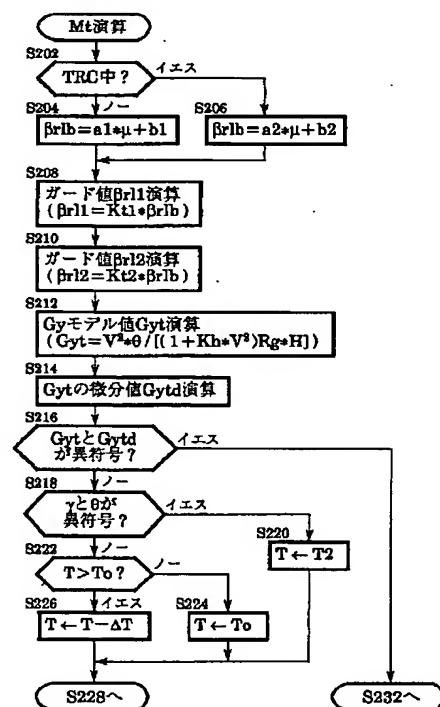 Mt演算
S202
TRC中?
イエス
S204
ノー
S206
βrlb=a1*μ+b1
βrlb=a2*μ+b2
S208
ガード値βrl1演算
(βrl1=Kt1*βrlb)
S210
ガード値βrl2演算
(βrl2=Kt2*βrlb)
S212
Gyモデル値Gyt演算
(Gyt=V²*θ/[(1+Kh*V²)Rg*H])
S214
Gytの微分値Gytd演算
S216
GytとGytd
が異符号?
イエス
S218
ノー
γとθが
異符号?
イエス
S220
T←T2
S222
ノー
T>To?
ノー
S226
イエス
S224
T←T−ΔT
T←To
S228へ
S232へ